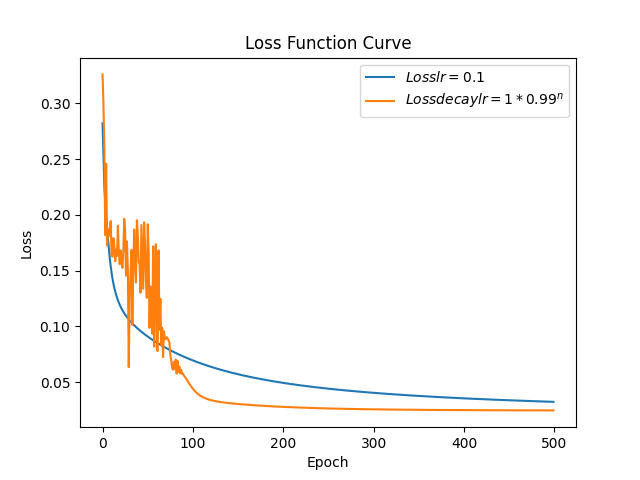 Loss Function Curve
Losslr = 0.1
Lossdecaylr = 1 * 0.99ⁿ
Loss
0.30
0.25
0.20
0.15
0.10
0.05
0 100 200 300 400 500
Epoch